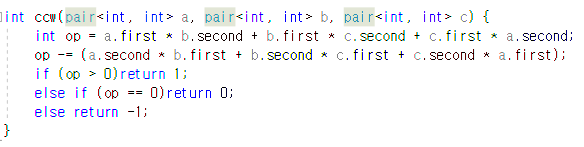 int ccw(pair<int, int> a, pair<int, int> b, pair<int, int> c) {
    int op = a.first * b.second + b.first * c.second + c.first * a.second;
    op -= (a.second * b.first + b.second * c.first + c.second * a.first);
    if (op > 0)return 1;
    else if (op == 0)return 0;
    else return -1;
}